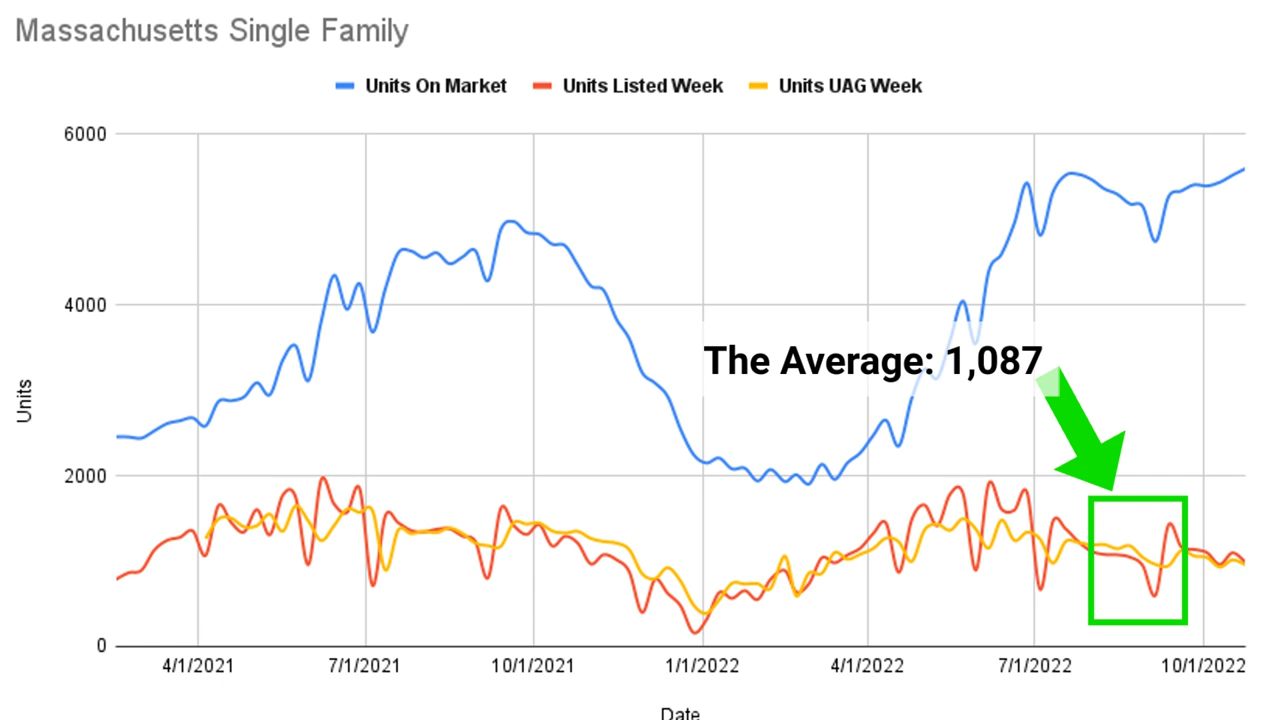 Massachusetts Single Family
Units On Market Units Listed Week Units UAG Week
6000
4000
The Average: 1,087
Units
2000
0
4/1/2021 7/1/2021 10/1/2021 1/1/2022 4/1/2022 7/1/2022 10/1/2022
Date